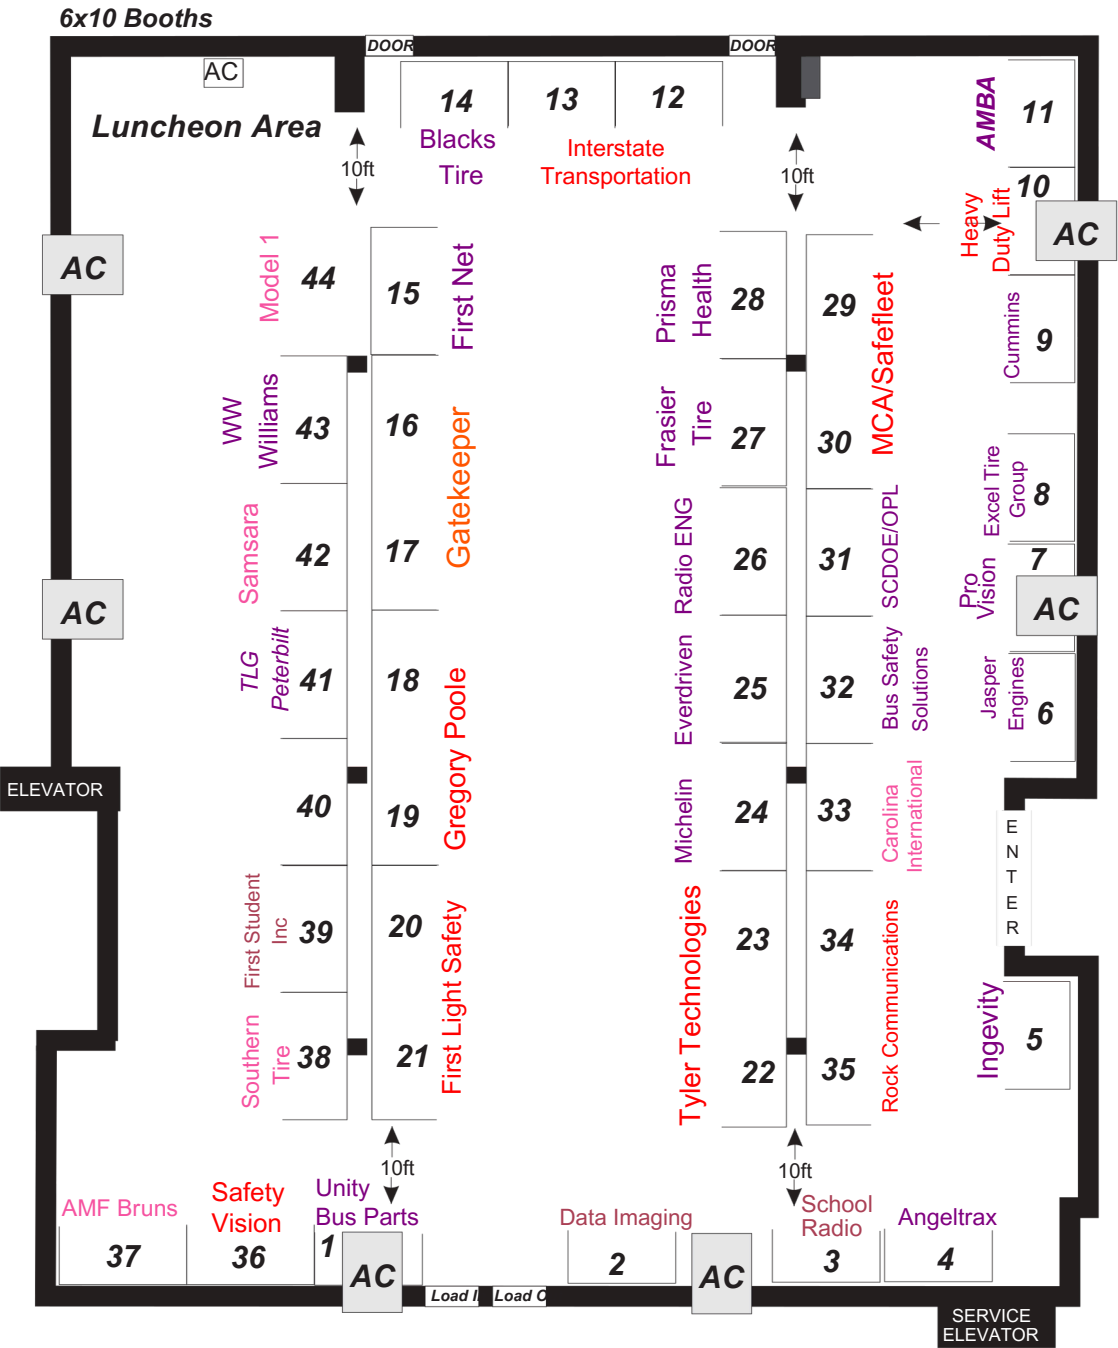 6x10 Booths
DOOR
DOOR
AC
Luncheon Area
14
13
12
Blacks
Tire
Interstate
Transportation
10ft
10ft
AMBA
11
10
Heavy
Duty Lift
AC
AC
Model 1
44
15
First Net
Prisma
Health
28
29
MCA/Safefleet
Cummins
9
WW
Williams
43
16
Gatekeeper
Frasier
Tire
27
30
Excel Tire
Group
8
Samsara
42
17
Radio ENG
26
31
SCDOE/OPL
Pro
Vision
7
AC
AC
TLG
Peterbilt
41
18
Gregory Poole
Everdriven
25
32
Bus Safety
Solutions
Jasper
Engines
6
ELEVATOR
40
19
Michelin
24
33
Carolina
International
ENTER
First Student
Inc
39
20
First Light Safety
Tyler Technologies
23
34
Rock Communications
Southern
Tire
38
21
22
35
Ingevity
5
10ft
10ft
AMF Bruns
37
Safety
Vision
36
Unity
Bus Parts
1
AC
Data Imaging
2
AC
School
Radio
3
Angeltrax
4
Load I
Load O
SERVICE
ELEVATOR